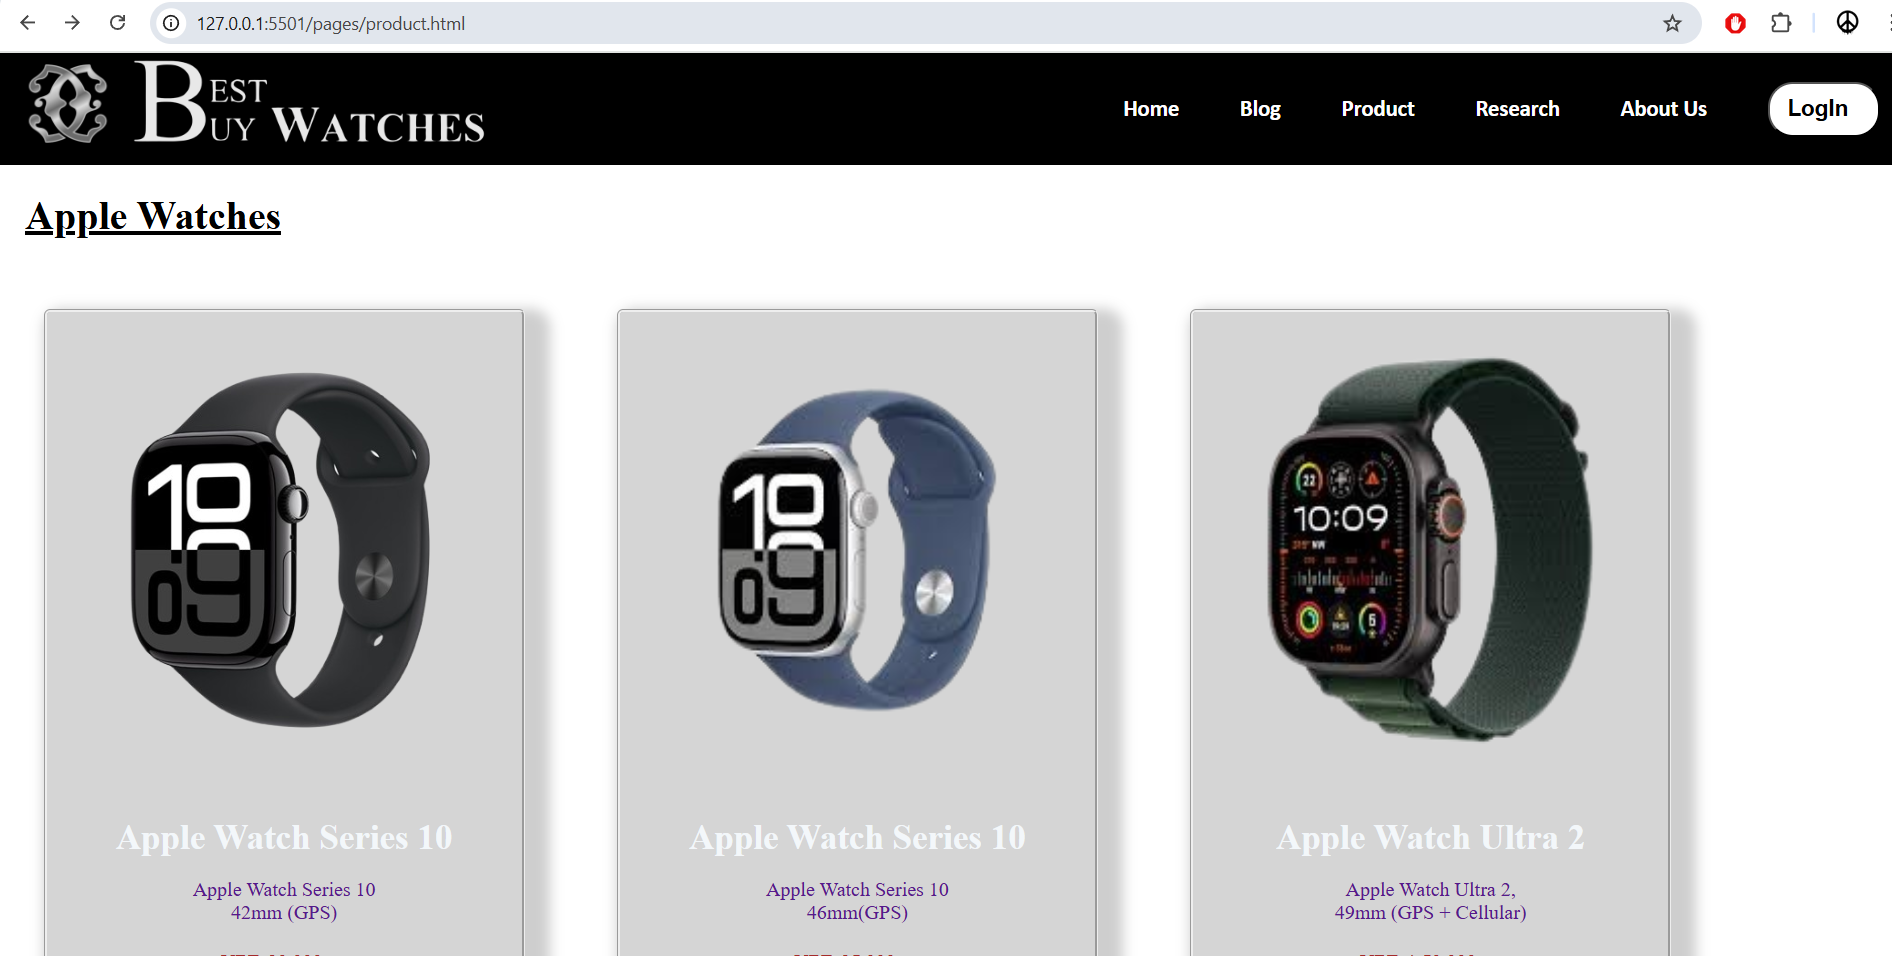 127.0.0.1:5501/pages/product.html
BEST
BUY WATCHES
Home Blog Product Research About Us LogIn
Apple Watches
10
09
10
09
22
10:09
NW
6
Apple Watch Series 10
Apple Watch Series 10
42mm (GPS)
Apple Watch Series 10
Apple Watch Series 10
46mm(GPS)
Apple Watch Ultra 2
Apple Watch Ultra 2,
49mm (GPS + Cellular)